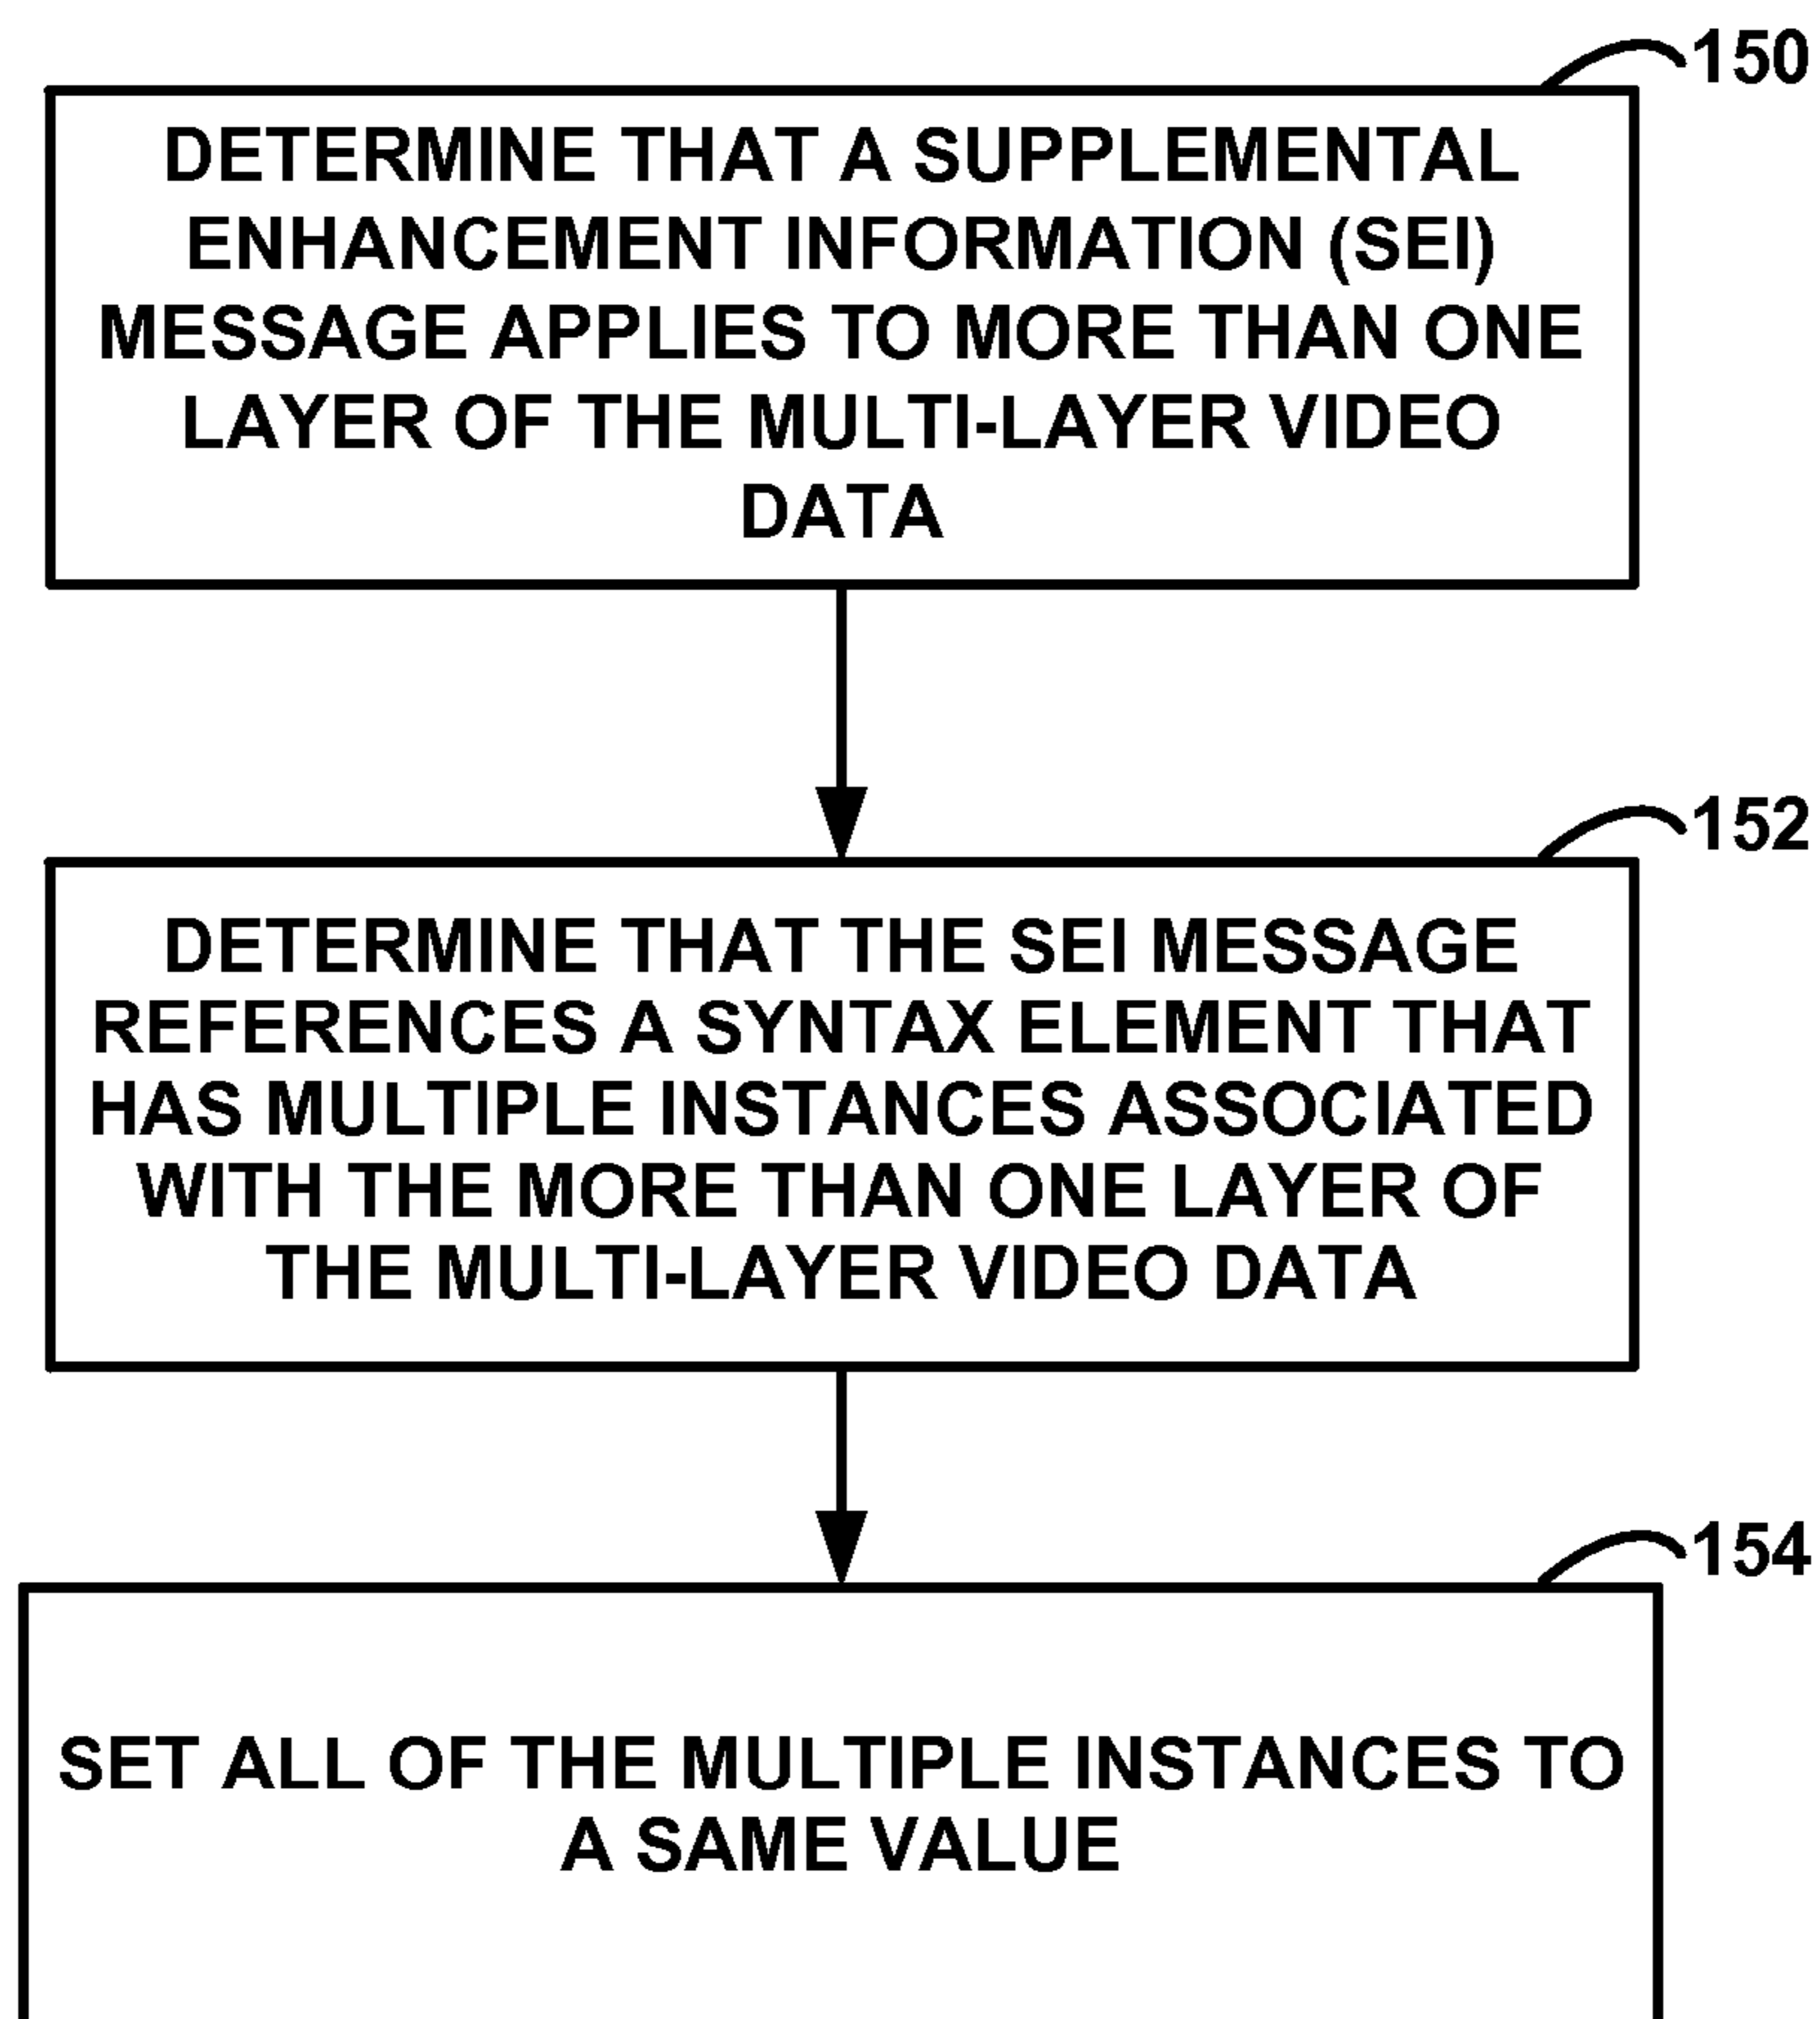 150
DETERMINE THAT A SUPPLEMENTAL
ENHANCEMENT INFORMATION (SEI)
MESSAGE APPLIES TO MORE THAN ONE
LAYER OF THE MULTI-LAYER VIDEO
DATA
152
DETERMINE THAT THE SEI MESSAGE
REFERENCES A SYNTAX ELEMENT THAT
HAS MULTIPLE INSTANCES ASSOCIATED
WITH THE MORE THAN ONE LAYER OF
THE MULTI-LAYER VIDEO DATA
154
SET ALL OF THE MULTIPLE INSTANCES TO
A SAME VALUE